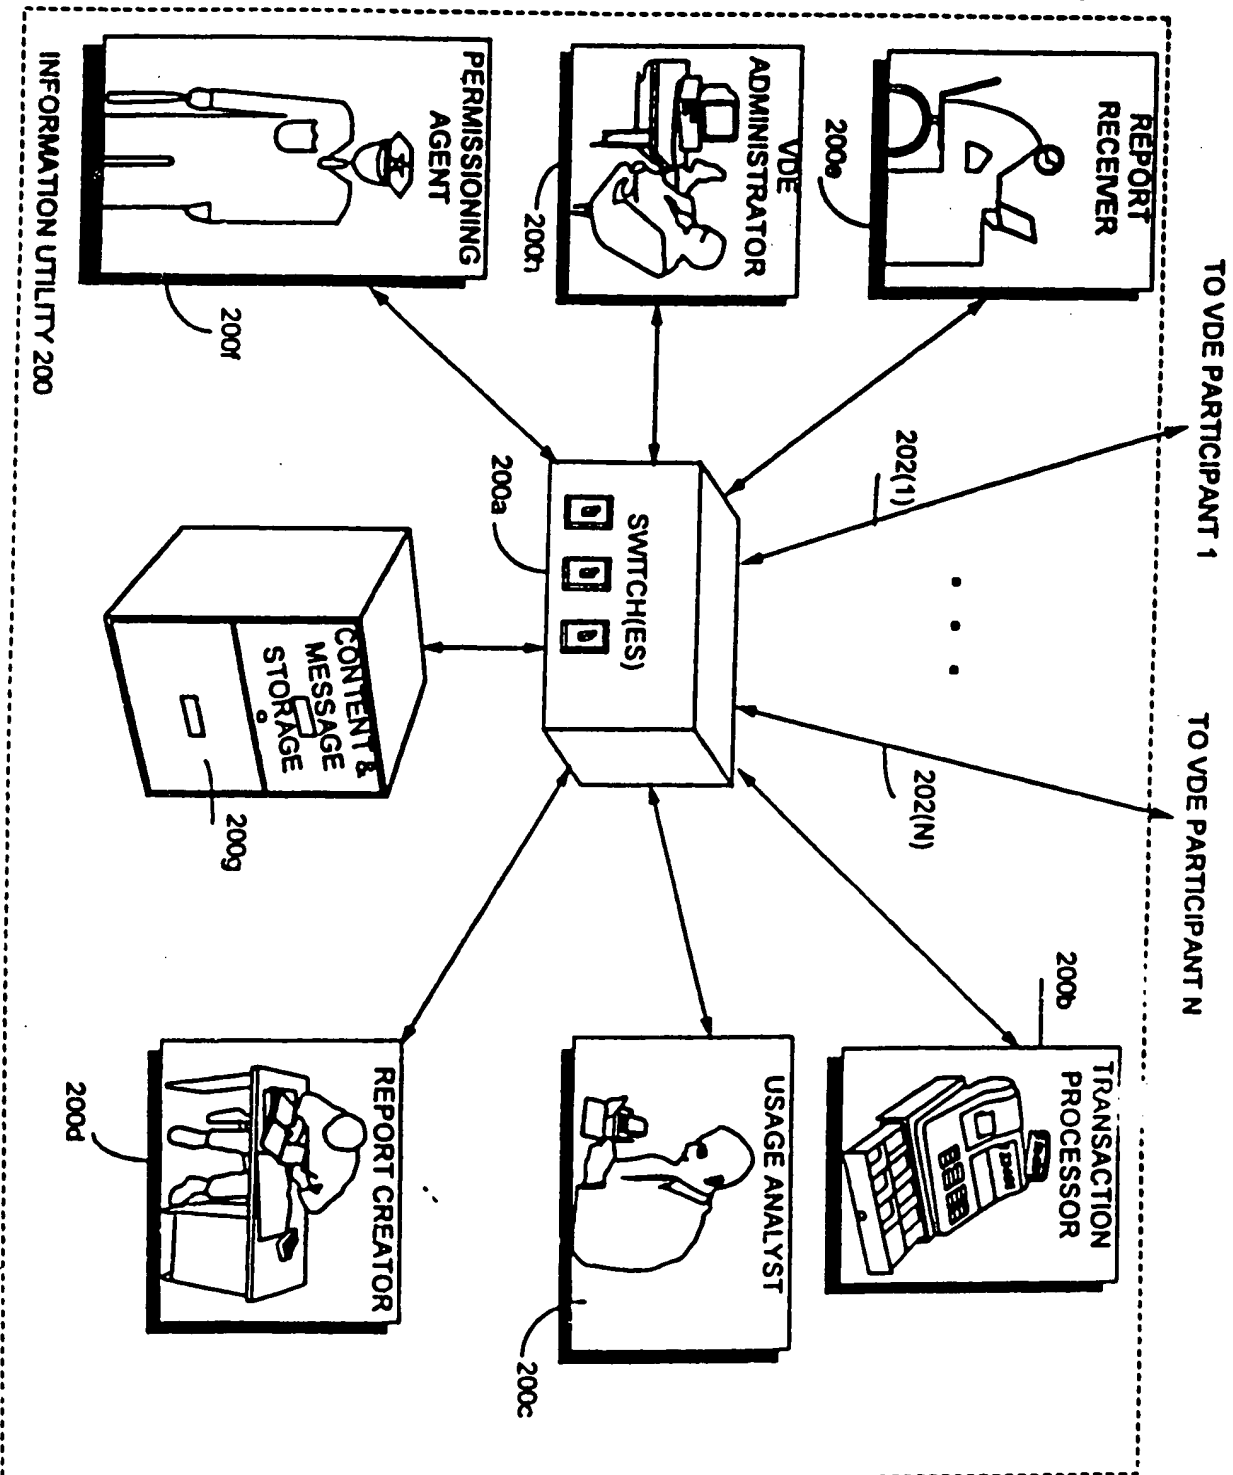 TO VDE PARTICIPANT 1
TO VDE PARTICIPANT N
202(1)
202(N)
REPORT
RECEIVER
200e
200b
TRANSACTION
PROCESSOR
VDE
ADMINISTRATOR
200h
SWITCH(ES)
200a
USAGE ANALYST
200c
PERMISSIONING
AGENT
200f
CONTENT &
MESSAGE
STORAGE
200g
REPORT CREATOR
200d
INFORMATION UTILITY 200